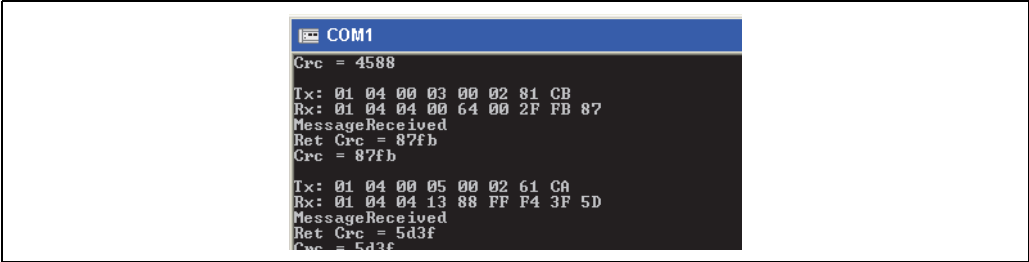 COM1
Crc = 4588
Tx: 01 04 00 03 00 02 81 CB
Rx: 01 04 04 00 64 00 2F FB 87
MessageReceived
Ret Crc = 87fb
Crc = 87fb
Tx: 01 04 00 05 00 02 61 CA
Rx: 01 04 04 13 88 FF F4 3F 5D
MessageReceived
Ret Crc = 5d3f
Crc = 5d3f